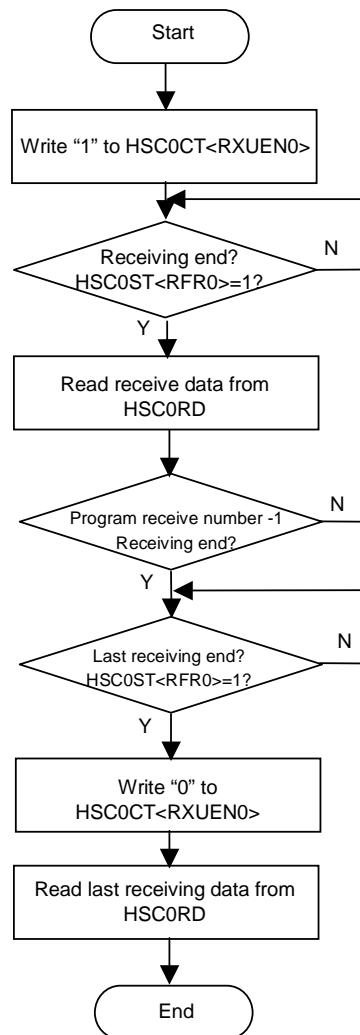 Start
Write “1” to HSC0CT<RXUEN0>
Receiving end?
HSC0ST<RFR0>=1?
N
Y
Read receive data from
HSC0RD
Program receive number -1
Receiving end?
N
Y
Last receiving end?
HSC0ST<RFR0>=1?
N
Y
Write “0” to
HSC0CT<RXUEN0>
Read last receiving data from
HSC0RD
End